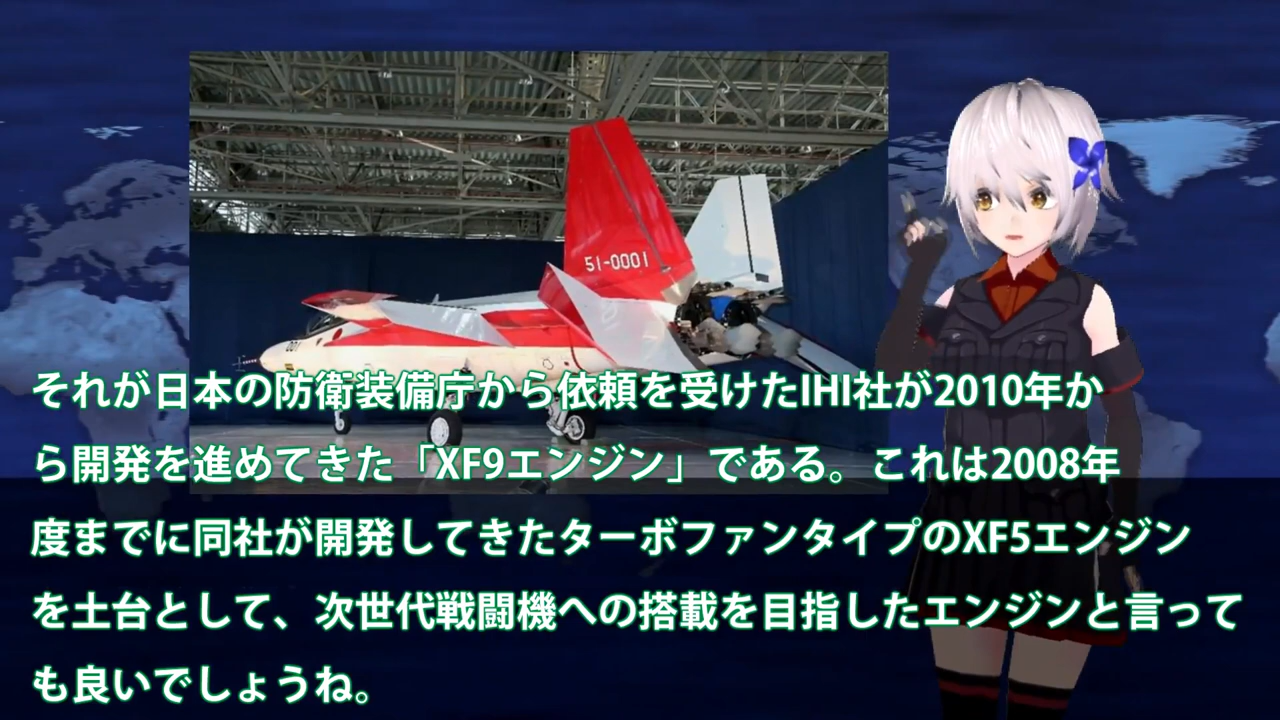 51-0001
001
それが日本の防衛装備庁から依頼を受けたIHI社が2010年か
ら開発を進めてきた「XF9エンジン」である。これは2008年
度までに同社が開発してきたターボファンタイプのXF5エンジン
を土台として、次世代戦闘機への搭載を目指したエンジンと言って
も良いでしょうね。